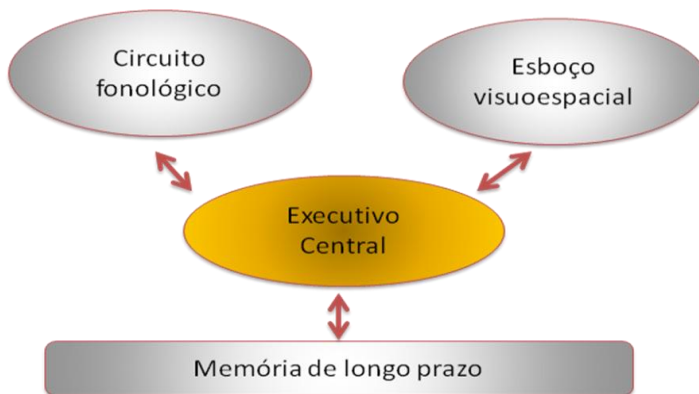 Circuito
fonológico
Esboço
visuoespacial
Executivo
Central
Memória de longo prazo